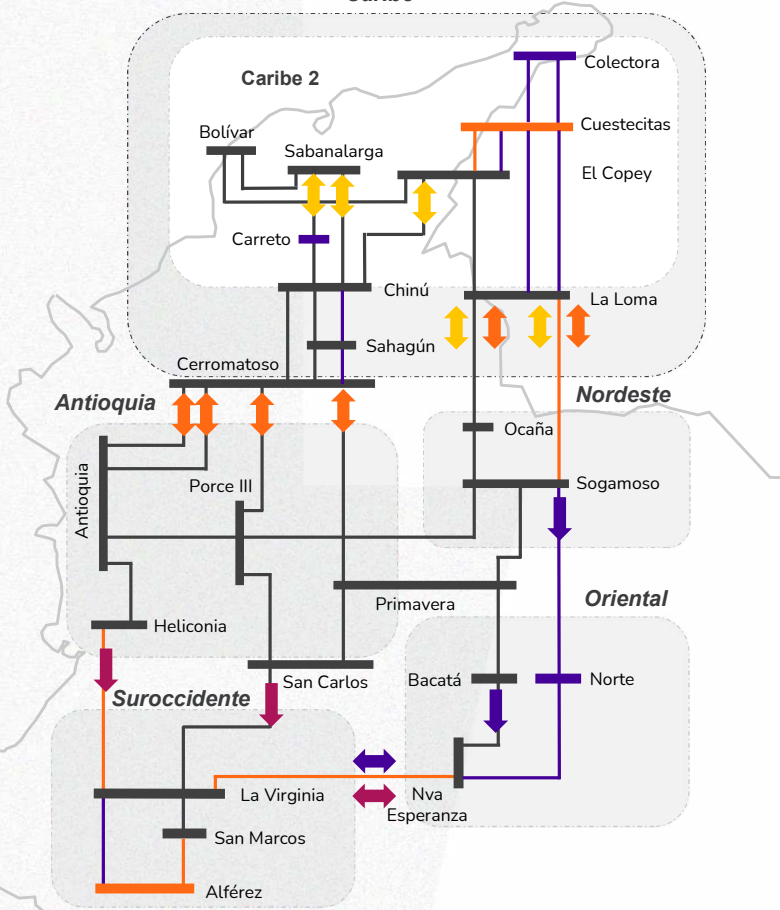 Caribe
Colectora
Caribe 2
Cuestecitas
Bolívar
Sabanalarga
El Copey
Carreto
Chinú
La Loma
Sahagún
Cerromatoso
Antioquia
Nordeste
Ocaña
Antioquia
Porce III
Sogamoso
Primavera
Oriental
Heliconia
San Carlos
Bacatá
Norte
Suroccidente
La Virginia
Nva
Esperanza
San Marcos
Alférez